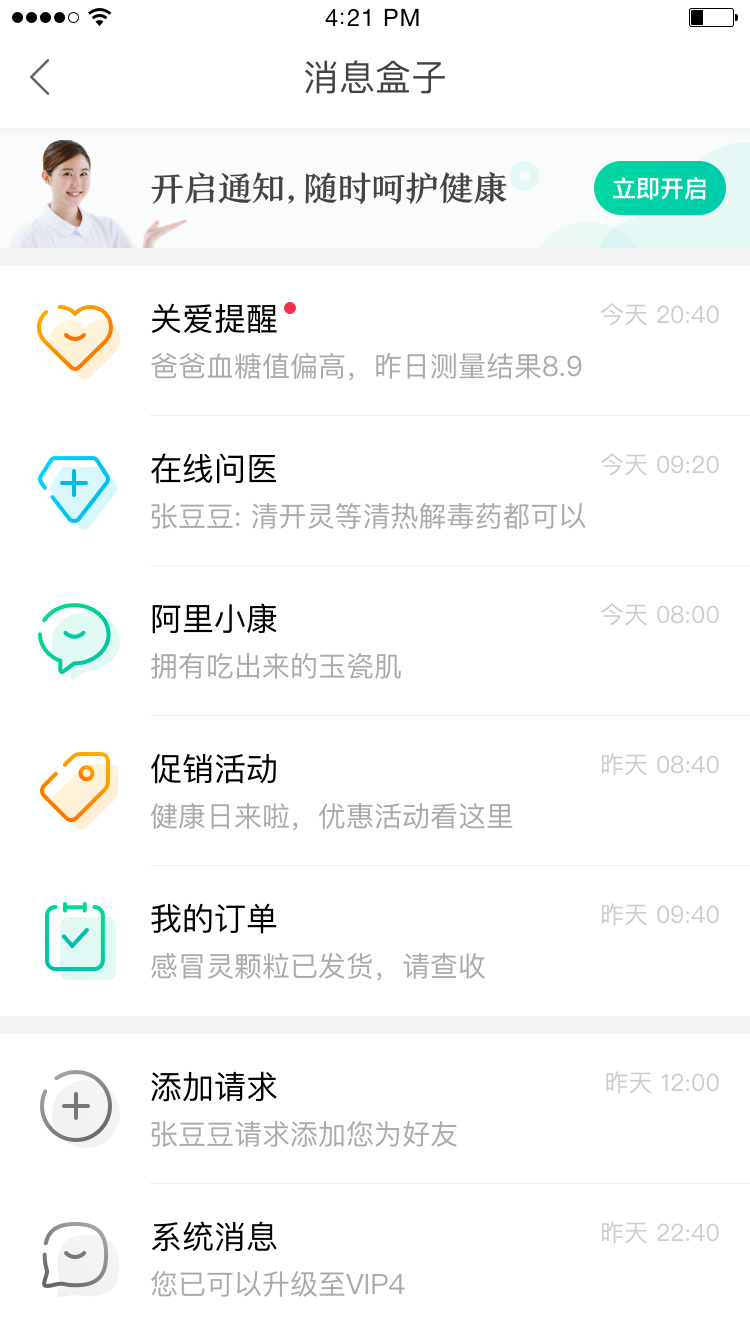 4:21 PM
消息盒子
开启通知, 随时呵护健康
立即开启
关爱提醒
今天 20:40
爸爸血糖值偏高，昨日测量结果8.9
在线问医
今天 09:20
张豆豆: 清开灵等清热解毒药都可以
阿里小康
今天 08:00
拥有吃出来的玉瓷肌
促销活动
昨天 08:40
健康日来啦，优惠活动看这里
我的订单
昨天 09:40
感冒灵颗粒已发货，请查收
添加请求
昨天 12:00
张豆豆请求添加您为好友
系统消息
昨天 22:40
您已可以升级至VIP4